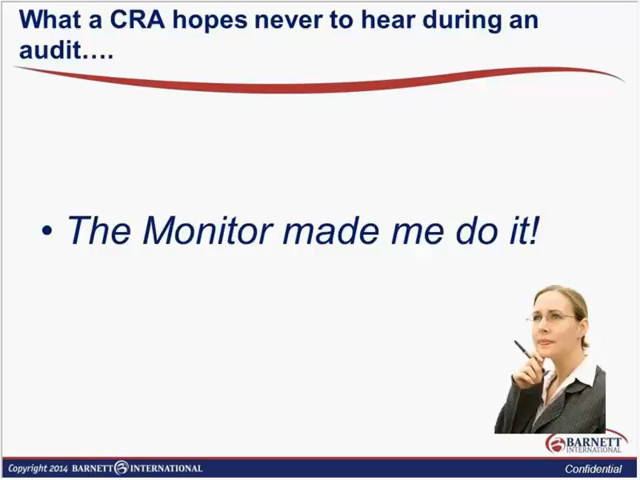 What a CRA hopes never to hear during an
audit….
• The Monitor made me do it!
BARNETT
INTERNATIONAL
Copyright 2014 BARNETT INTERNATIONAL
Confidential